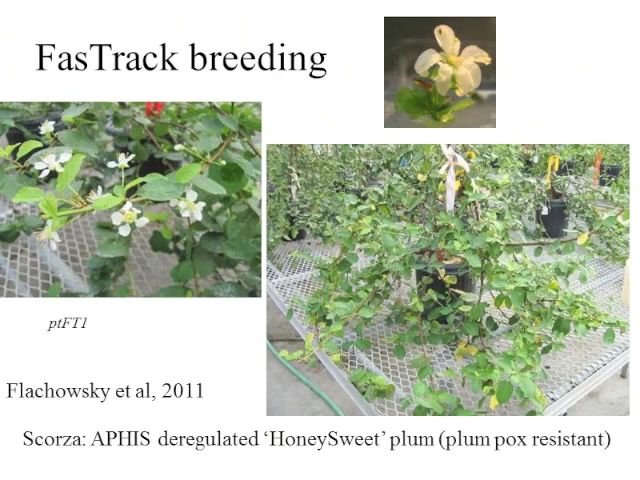 FasTrack breeding
ptFT1
Flachowsky et al, 2011
Scorza: APHIS deregulated ‘HoneySweet’ plum (plum pox resistant)